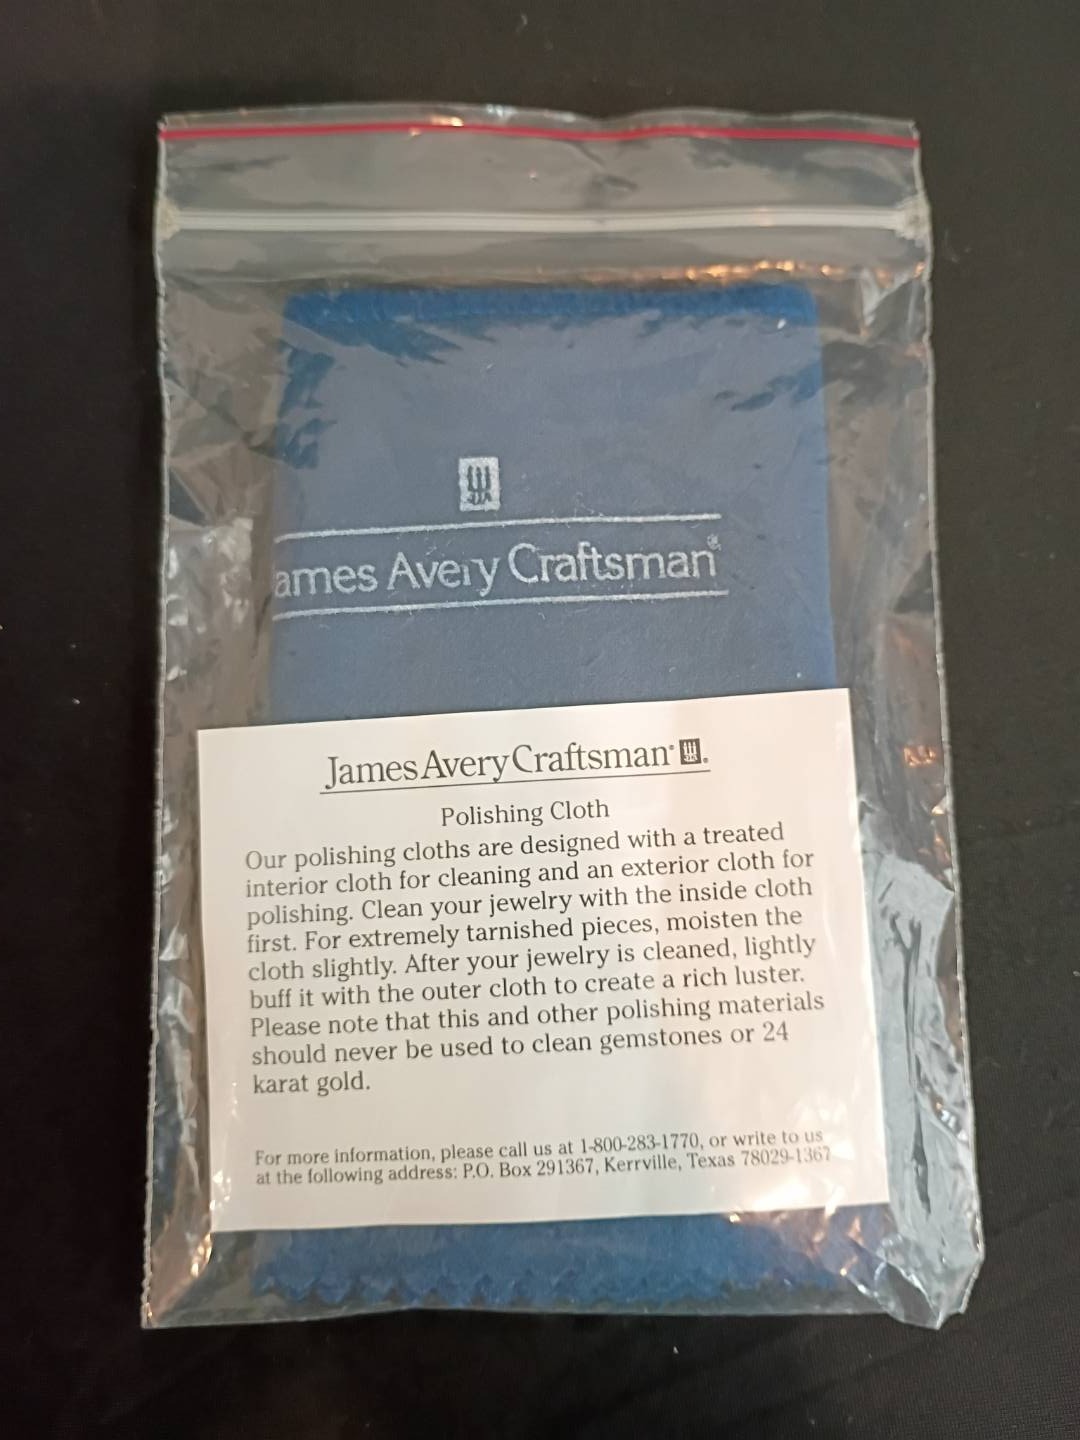 ames Avery Craftsman®
James Avery Craftsman®
Polishing Cloth
Our polishing cloths are designed with a treated
interior cloth for cleaning and an exterior cloth for
polishing. Clean your jewelry with the inside cloth
first. For extremely tarnished pieces, moisten the
cloth slightly. After your jewelry is cleaned, lightly
buff it with the outer cloth to create a rich luster.
Please note that this and other polishing materials
should never be used to clean gemstones or 24
karat gold.
For more information, please call us at 1-800-283-1770, or write to us
at the following address: P.O. Box 291367, Kerrville, Texas 78029-1367